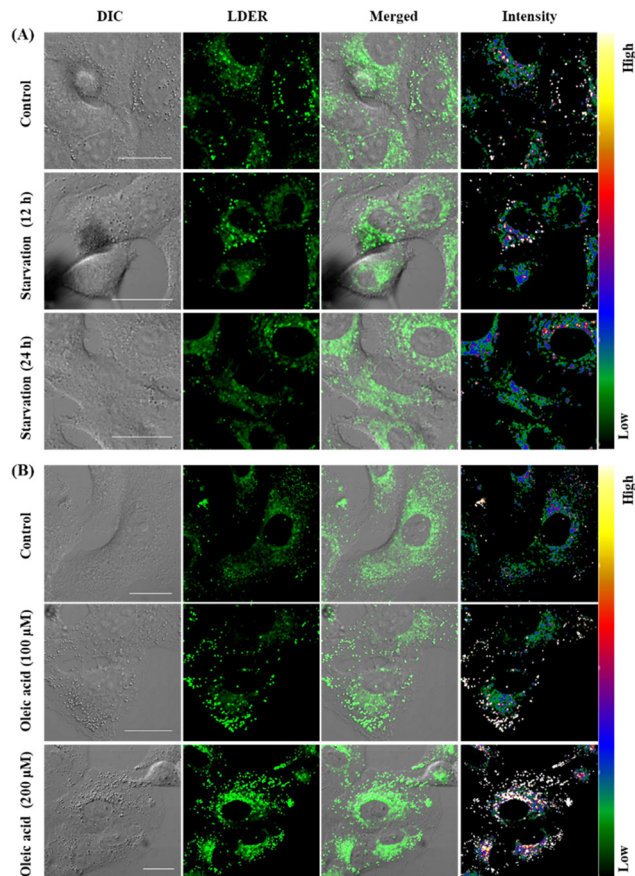 DIC LDER Merged Intensity
(A)
Control
High
Starvation (12 h)
Starvation (24 h)
Low
(B)
Control
High
Oleic acid (100 μM)
Oleic acid (200 μM)
Low